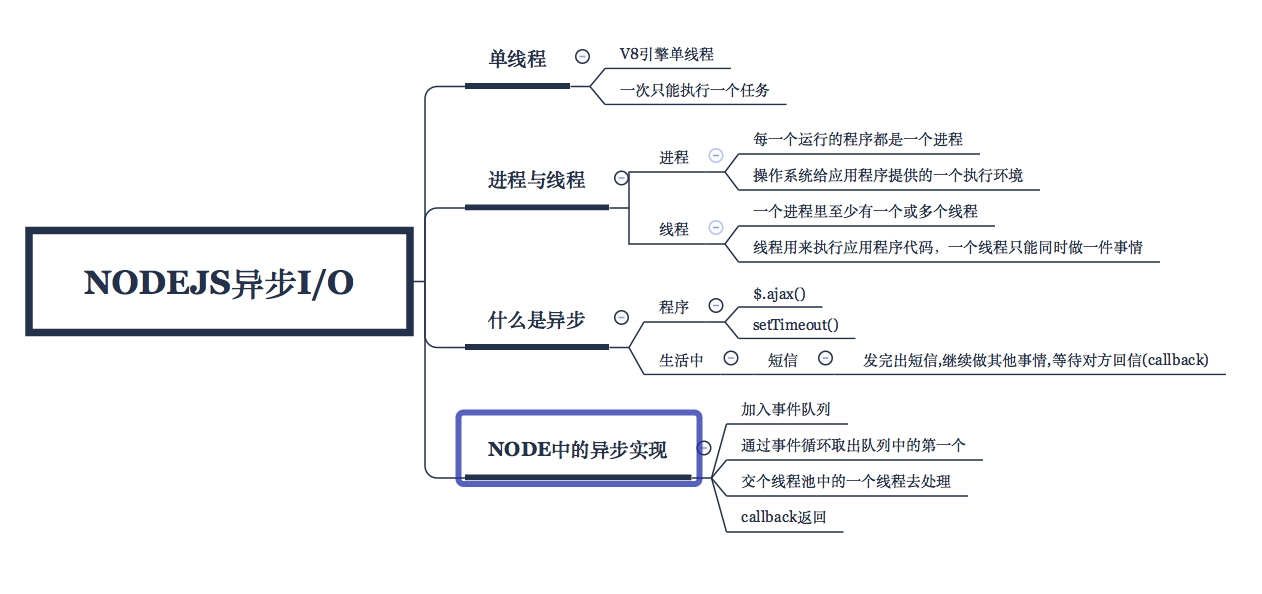 NODEJS异步I/O
单线程
V8引擎单线程
一次只能执行一个任务
进程与线程
进程
每一个运行的程序都是一个进程
操作系统给应用程序提供的一个执行环境
线程
一个进程里至少有一个或多个线程
线程用来执行应用程序代码，一个线程只能同时做一件事情
什么是异步
程序
$.ajax()
setTimeout()
生活中
短信
发完出短信,继续做其他事情,等待对方回信(callback)
NODE中的异步实现
加入事件队列
通过事件循环取出队列中的第一个
交个线程池中的一个线程去处理
callback返回